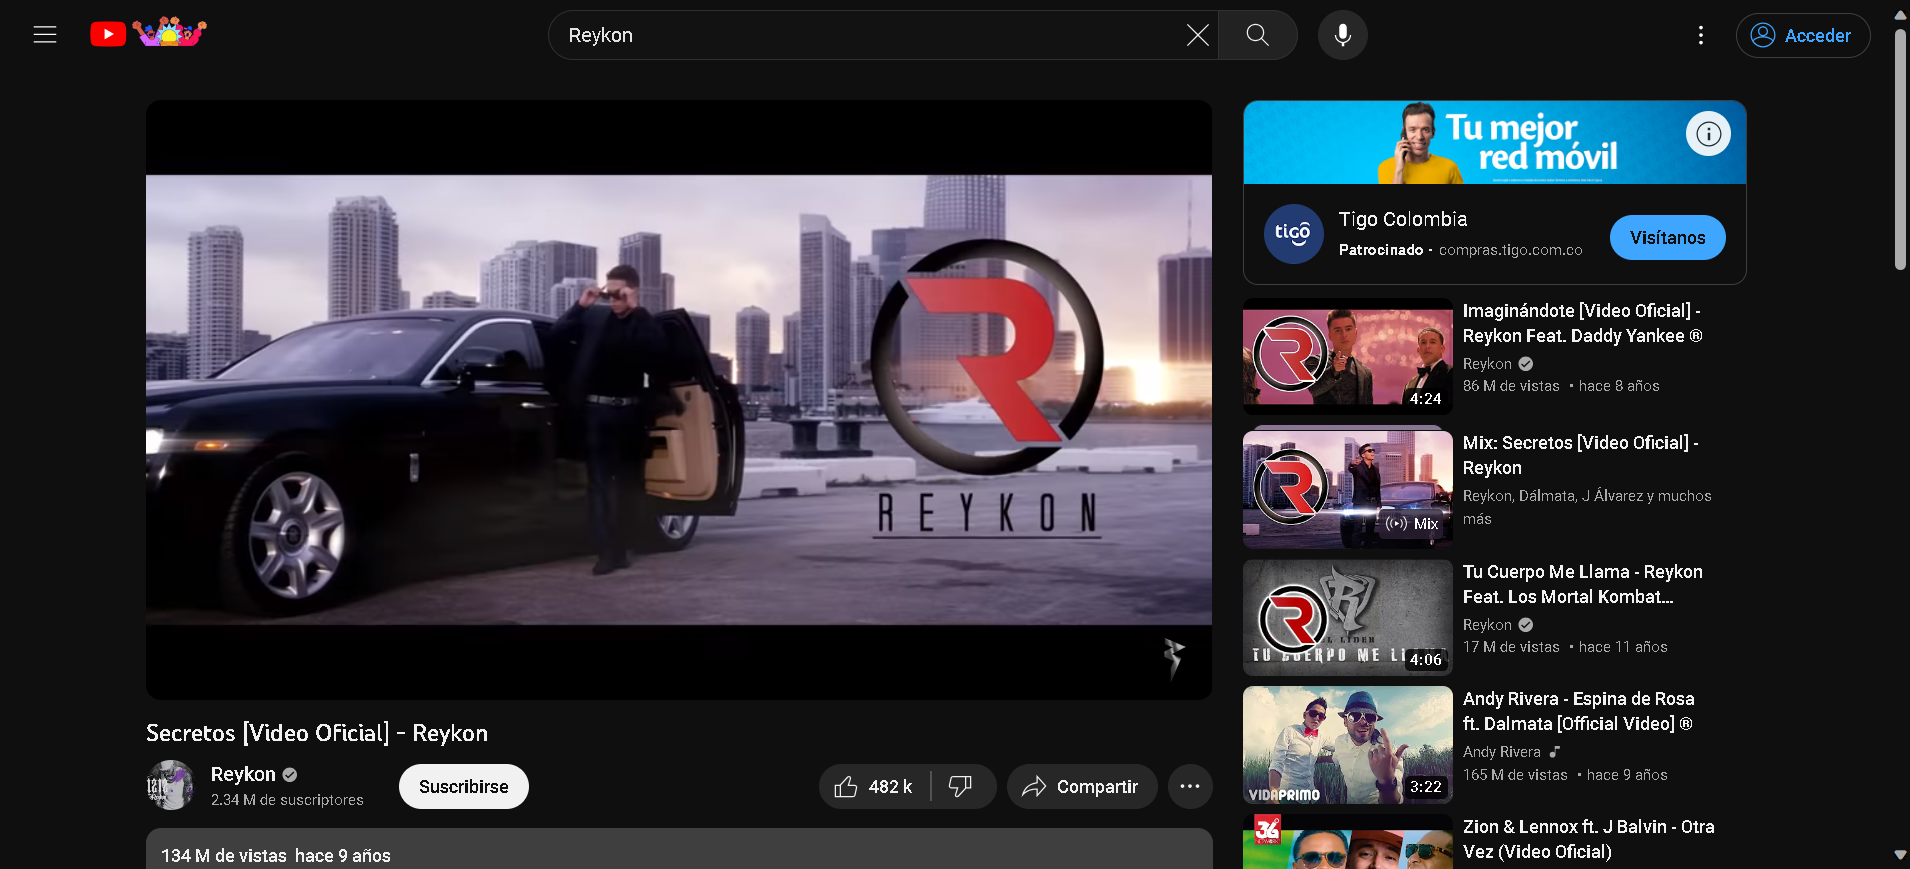 Reykon
Acceder
REYKON
Secretos [Video Oficial] - Reykon
Reykon
2.34 M de suscriptores
Suscribirse
482 k
Compartir
134 M de vistas hace 9 años
Tu mejor
red móvil
tigo
Tigo Colombia
Patrocinado · compras.tigo.com.co
Visítanos
4:24
Imaginándote [Video Oficial] -
Reykon Feat. Daddy Yankee ®
Reykon
86 M de vistas • hace 8 años
Mix
Mix: Secretos [Video Oficial] -
Reykon
Reykon, Dálmata, J Álvarez y muchos
más
4:06
Tu Cuerpo Me Llama - Reykon
Feat. Los Mortal Kombat...
Reykon
17 M de vistas • hace 11 años
VIDAPRIMO
3:22
Andy Rivera - Espina de Rosa
ft. Dalmata [Official Video] ®
Andy Rivera
165 M de vistas • hace 9 años
Zion & Lennox ft. J Balvin - Otra
Vez (Video Oficial)